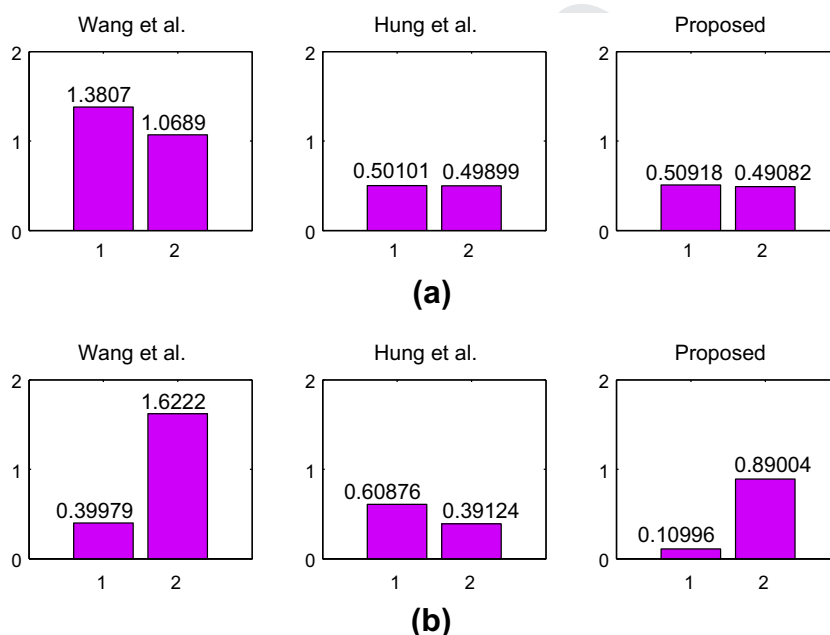 Wang et al. Hung et al. Proposed
2 2 2
1.3807
1.0689
1 1 1
0.50101 0.49899 0.50918 0.49082
0 0 0
1 2 1 2 1 2
(a)
Wang et al. Hung et al. Proposed
2 2 2
1.6222
1 1 1
0.89004
0.39979 0.60876 0.39124 0.10996
0 0 0
1 2 1 2 1 2
(b)